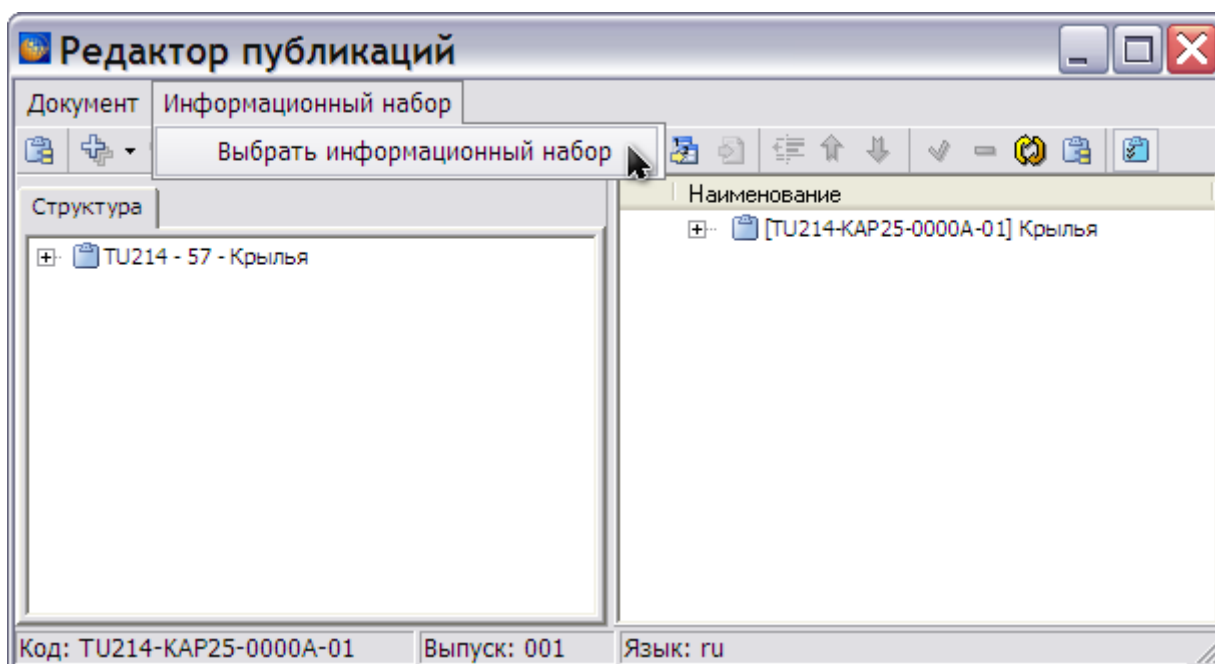 Редактор публикаций
Документ Информационный набор
Выбрать информационный набор
Структура
TU214 - 57 - Крылья
Наименование
[TU214-KAP25-0000A-01] Крылья
Код: TU214-KAP25-0000A-01 Выпуск: 001 Язык: ru